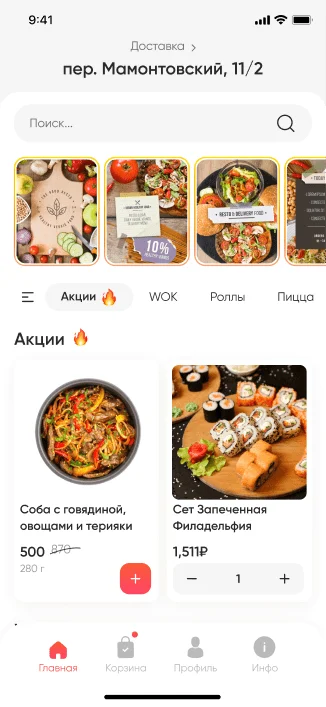 9:41
Доставка
пер. Мамонтовский, 11/2
Поиск...
RESTO & DELIVERY FOOD
10%
Акции
WOK
Роллы
Пицца
Акции
Соба с говядиной,
овощами и терияки
500 870
280 г
Сет Запеченная
Филадельфия
1,511₽
1
Главная
Корзина
Профиль
Инфо